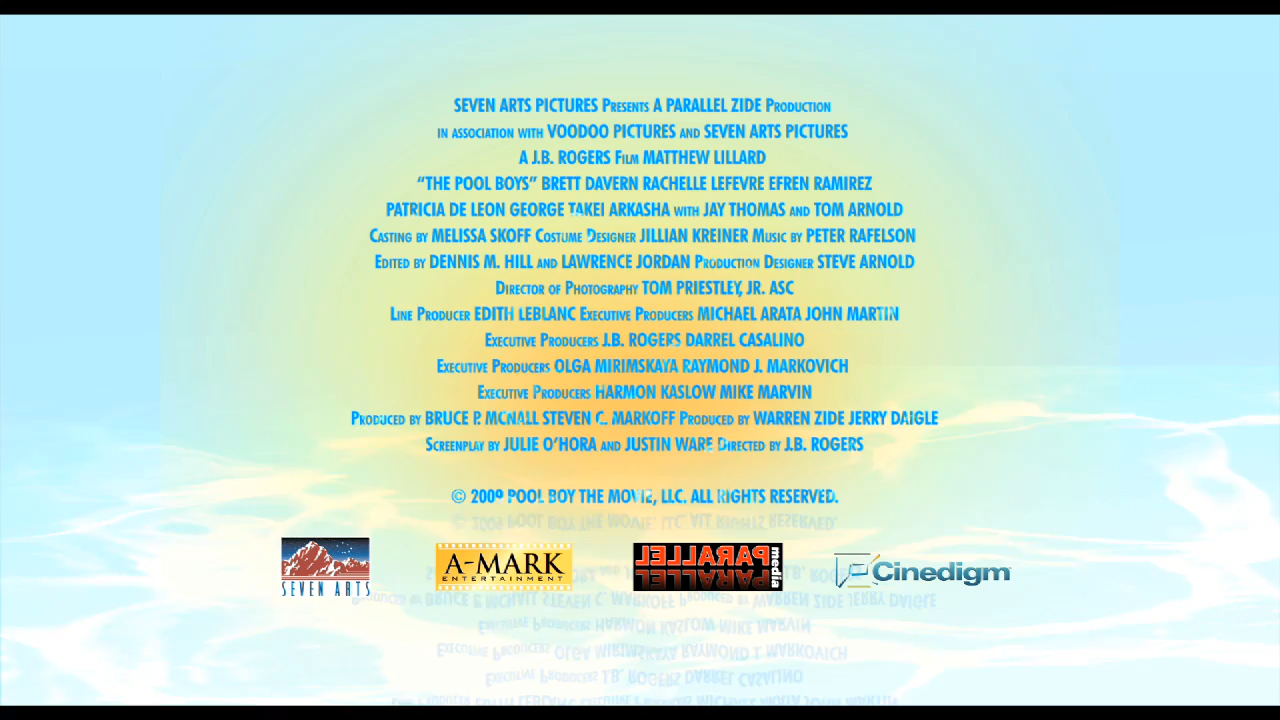 SEVEN ARTS PICTURES PRESENTS A PARALLEL ZIDE PRODUCTION
IN ASSOCIATION WITH VOODOO PICTURES AND SEVEN ARTS PICTURES
A J.B. ROGERS FILM MATTHEW LILLARD
"THE POOL BOYS" BRETT DAVERN RACHELLE LEFEVRE EFREN RAMIREZ
PATRICIA DE LEON GEORGE TAKEI ARKASHA WITH JAY THOMAS AND TOM ARNOLD
CASTING BY MELISSA SKOFF COSTUME DESIGNER JILLIAN KREINER MUSIC BY PETER RAFELSON
EDITED BY DENNIS M. HILL AND LAWRENCE JORDAN PRODUCTION DESIGNER STEVE ARNOLD
DIRECTOR OF PHOTOGRAPHY TOM PRIESTLEY, JR. ASC
LINE PRODUCER EDITH LEBLANC EXECUTIVE PRODUCERS MICHAEL ARATA JOHN MARTIN
EXECUTIVE PRODUCERS J.B. ROGERS DARREL CASALINO
EXECUTIVE PRODUCERS OLGA MIRIMSKAYA RAYMOND J. MARKOVICH
EXECUTIVE PRODUCERS HARMON KASLOW MIKE MARVIN
PRODUCED BY BRUCE P. MCNALL STEVEN C. MARKOFF PRODUCED BY WARREN ZIDE JERRY DAIGLE
SCREENPLAY BY JULIE O'HORA AND JUSTIN WARE DIRECTED BY J.B. ROGERS
© 2009 POOL BOY THE MOVIE, LLC. ALL RIGHTS RESERVED.
SEVEN ARTS
A-MARK
ENTERTAINMENT
PARALLEL
media
Cinedigm